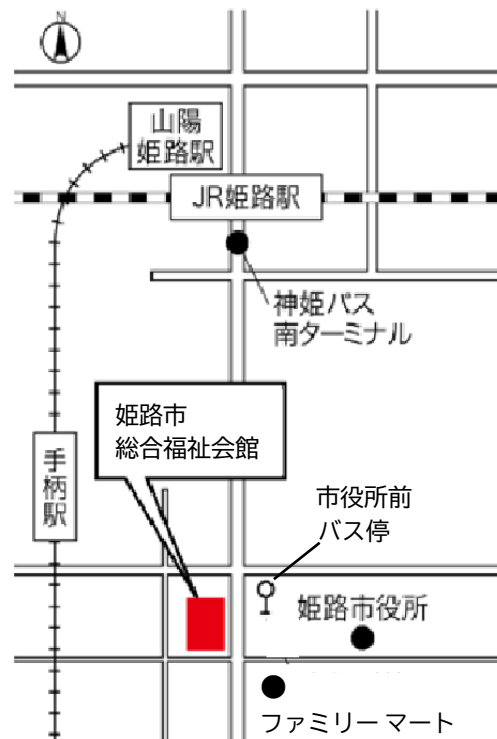 N
山陽
姫路駅
JR姫路駅
神姫バス
南ターミナル
姫路市
総合福祉会館
手柄駅
市役所前
バス停
姫路市役所
ファミリーマート